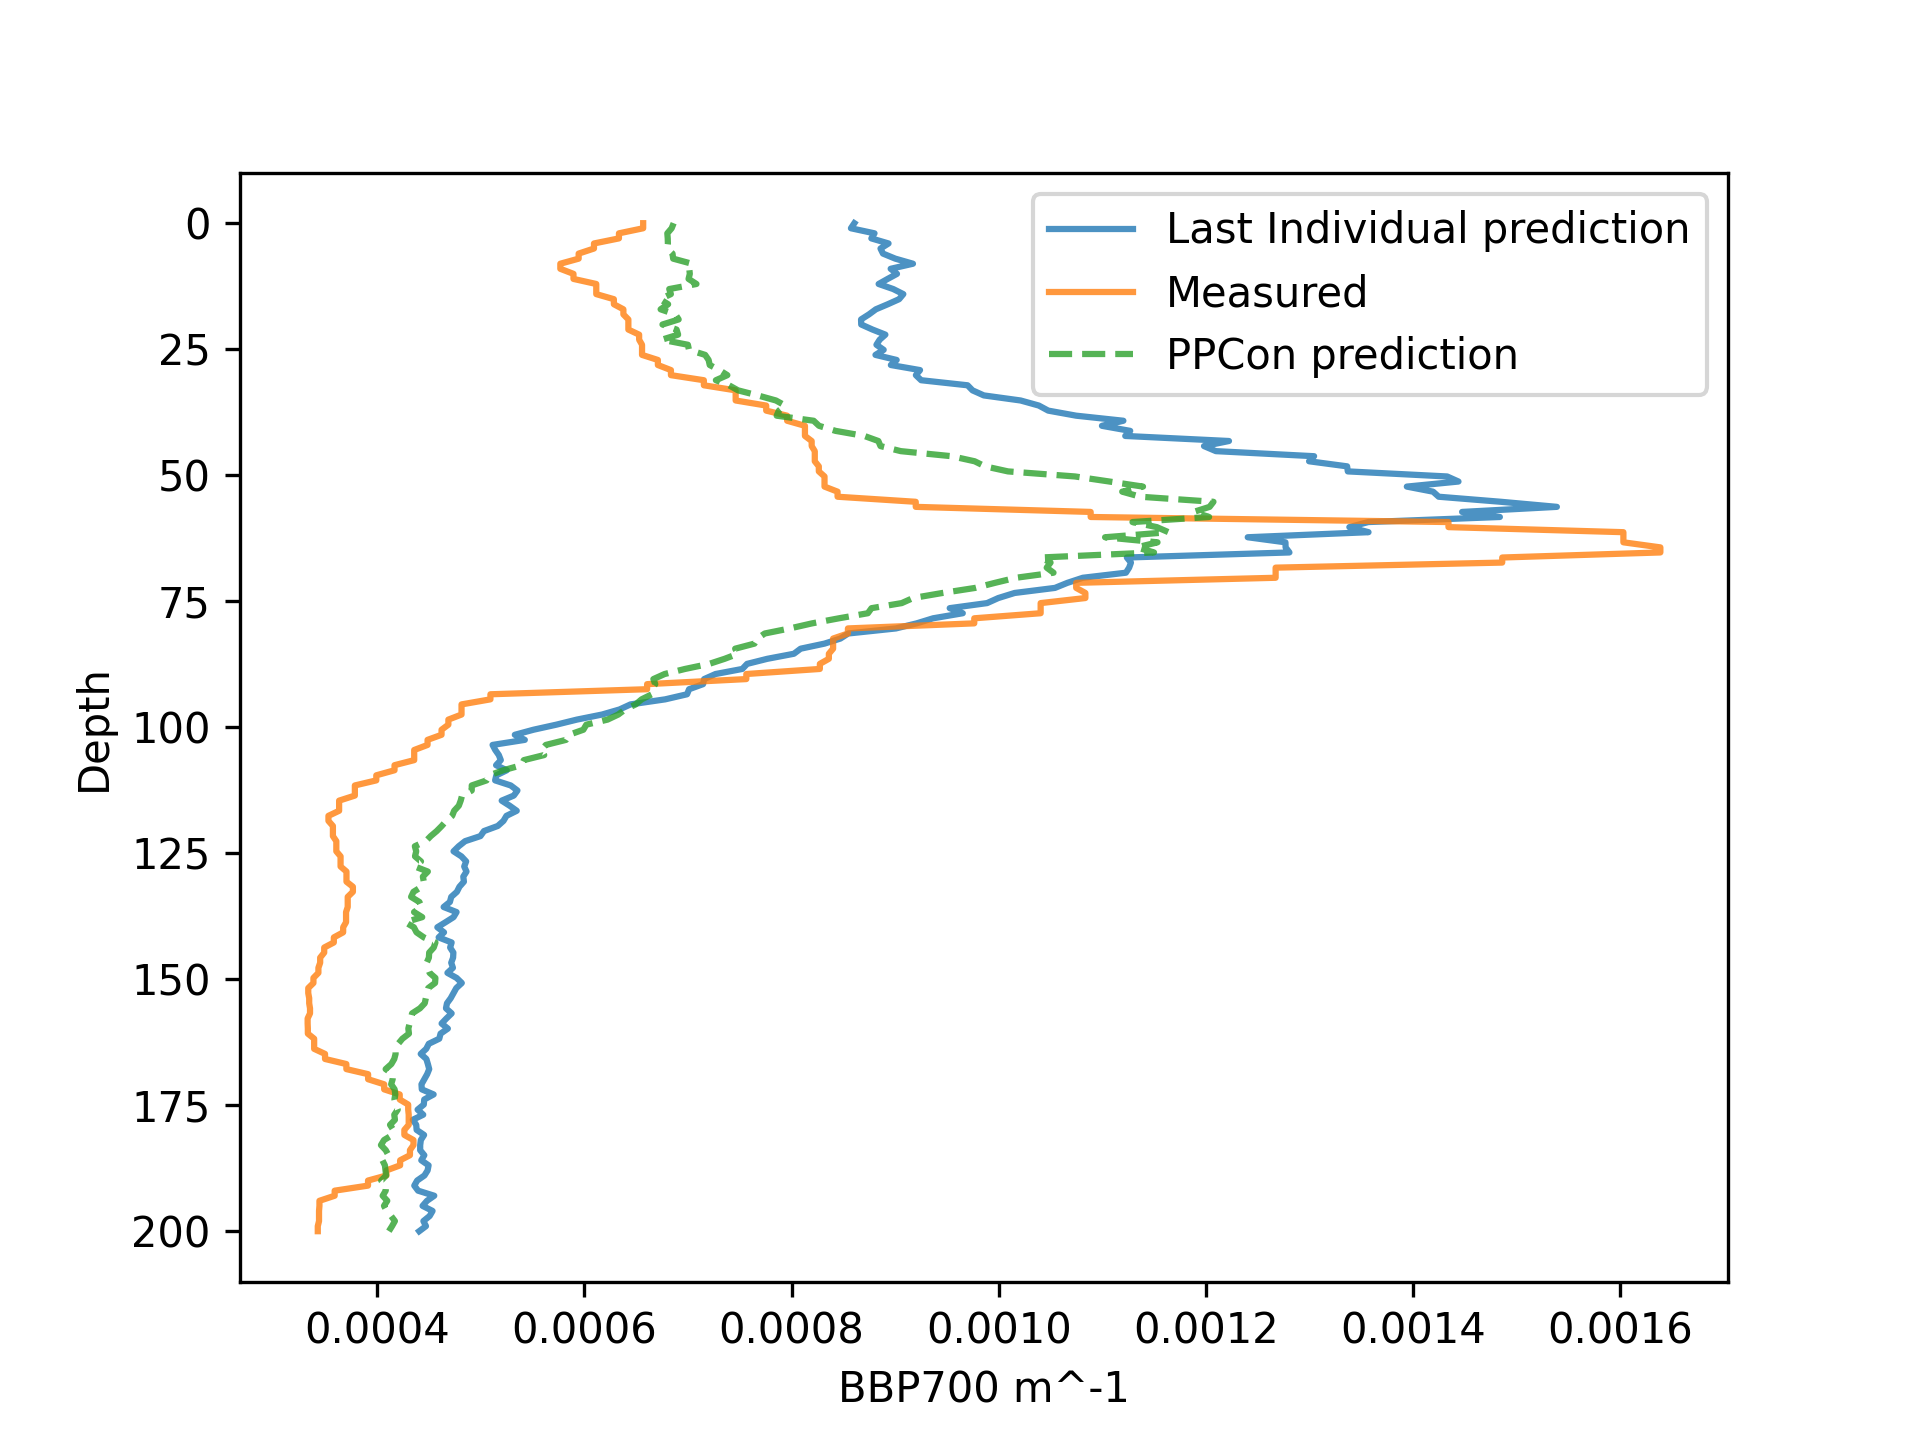 Last Individual prediction
Measured
PPCon prediction
0
25
50
75
100
125
150
175
200
Depth
0.0004 0.0006 0.0008 0.0010 0.0012 0.0014 0.0016
BBP700 m^-1